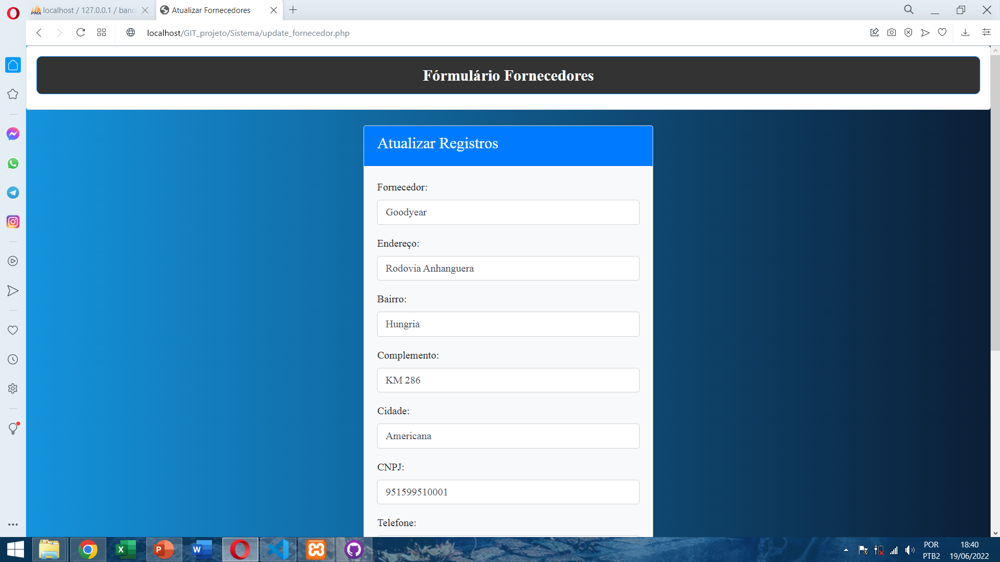 localhost / 127.0.0.1 / banc
Atualizar Fornecedores
localhost/GIT_projeto/Sistema/update_fornecedor.php
Fórmulário Fornecedores
Atualizar Registros
Fornecedor:
Goodyear
Endereço:
Rodovia Anhanguera
Bairro:
Hungria
Complemento:
KM 286
Cidade:
Americana
CNPJ:
951599510001
Telefone:
POR
PTB2
18:40
19/06/2022